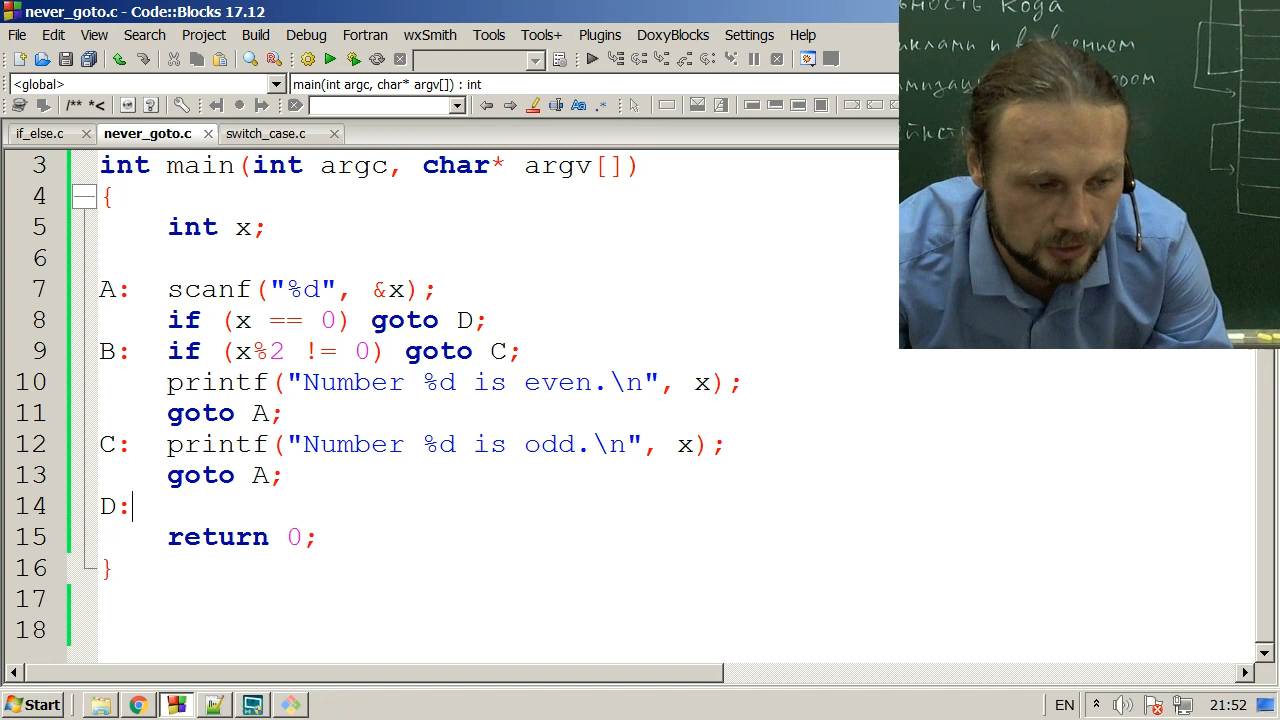 never_goto.c - Code::Blocks 17.12
File Edit View Search Project Build Debug Fortran wxSmith Tools Tools+ Plugins DoxyBlocks Settings Help
<global> main(int argc, char* argv[]) : int
/** *<
if_else.c never_goto.c switch_case.c
3 int main(int argc, char* argv[])
4 {
5 int x;
6
7 A: scanf("%d", &x);
8 if (x == 0) goto D;
9 B: if (x%2 != 0) goto C;
10 printf("Number %d is even.\n", x);
11 goto A;
12 C: printf("Number %d is odd.\n", x);
13 goto A;
14 D:
15 return 0;
16 }
17
18
Start EN 21:52
кода